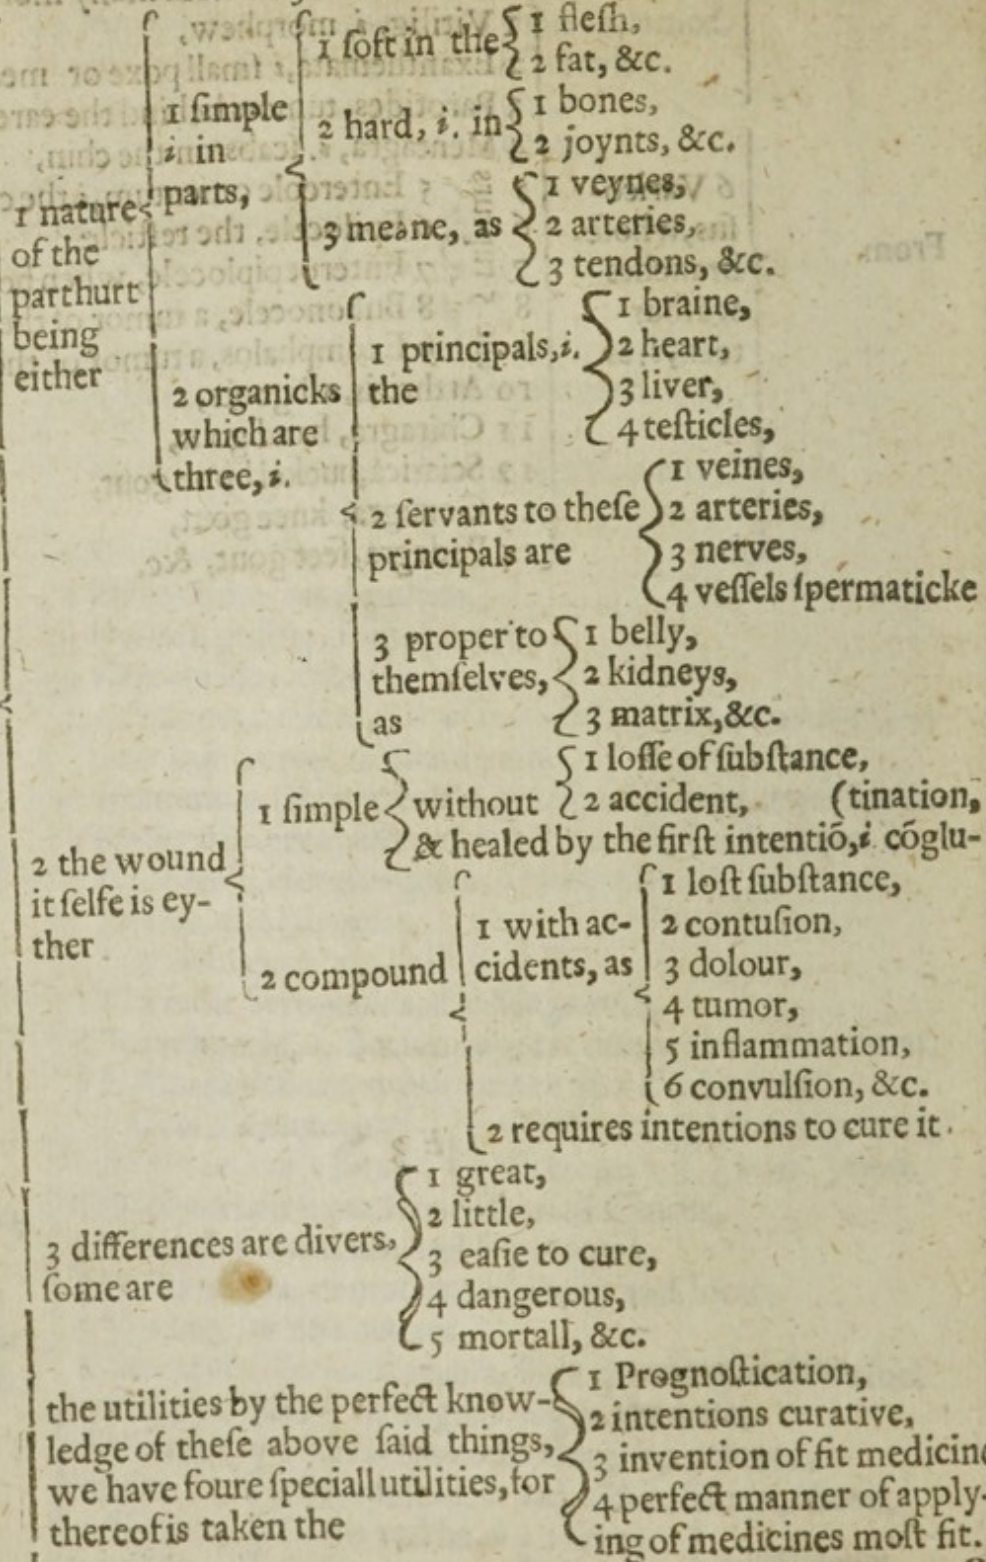 1 nature
of the
part hurt
being
either
1 ſimple
i in
parts,
1 ſoft in the
1 fleſh,
2 fat, &c.
2 hard, i. in
1 bones,
2 joynts, &c.
3 meane, as
1 veynes,
2 arteries,
3 tendons, &c.
2 organicks
which are
three, i.
1 principals, i.
the
1 braine,
2 heart,
3 liver,
4 teſticles,
2 ſervants to theſe
principals are
1 veines,
2 arteries,
3 nerves,
4 veſſels ſpermaticke
3 proper to
themſelves,
as
1 belly,
2 kidneys,
3 matrix, &c.
2 the wound
it ſelfe is ey-
ther
1 ſimple
without
1 loſſe of ſubſtance,
2 accident, (tination,
& healed by the firſt intentiō, i cōglu-
2 compound
1 with ac-
cidents, as
1 loſt ſubſtance,
2 contuſion,
3 dolour,
4 tumor,
5 inflammation,
6 convulſion, &c.
2 requires intentions to cure it.
3 differences are divers,
ſome are
1 great,
2 little,
3 eaſie to cure,
4 dangerous,
5 mortall, &c.
the utilities by the perfect know-
ledge of theſe above ſaid things,
we have foure ſpeciall utilities, for
thereof is taken the
1 Prognoſtication,
2 intentions curative,
3 invention of fit medicine
4 perfect manner of apply-
ing of medicines moſt fit.